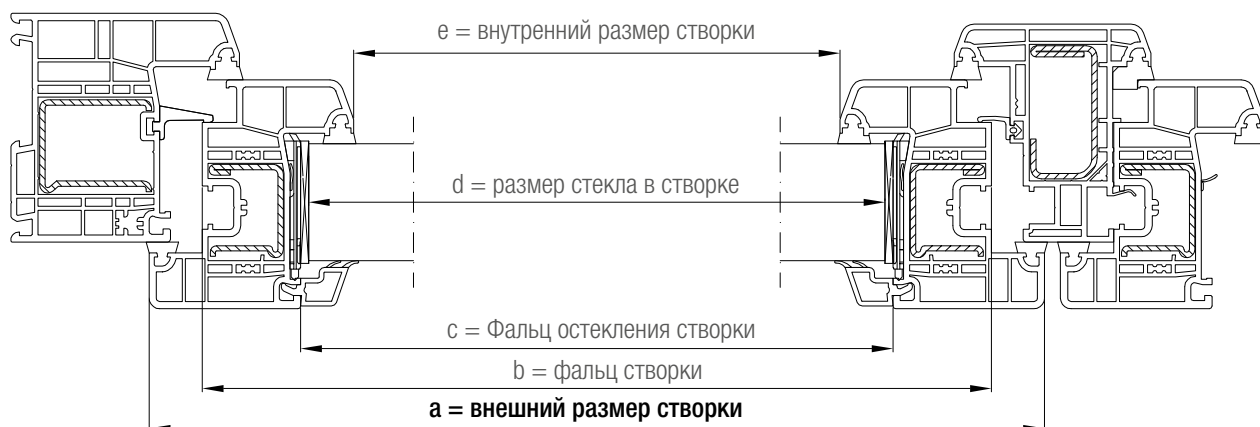 e = внутренний размер створки
d = размер стекла в створке
c = Фальц остекления створки
b = фальц створки
a = внешний размер створки